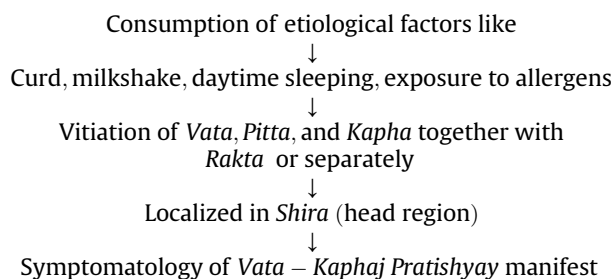 Consumption of etiological factors like
↓
Curd, milkshake, daytime sleeping, exposure to allergens
↓
Vitiation of Vata, Pitta, and Kapha together with
Rakta or separately
↓
Localized in Shira (head region)
↓
Symptomatology of Vata – Kaphaj Pratishyay manifest